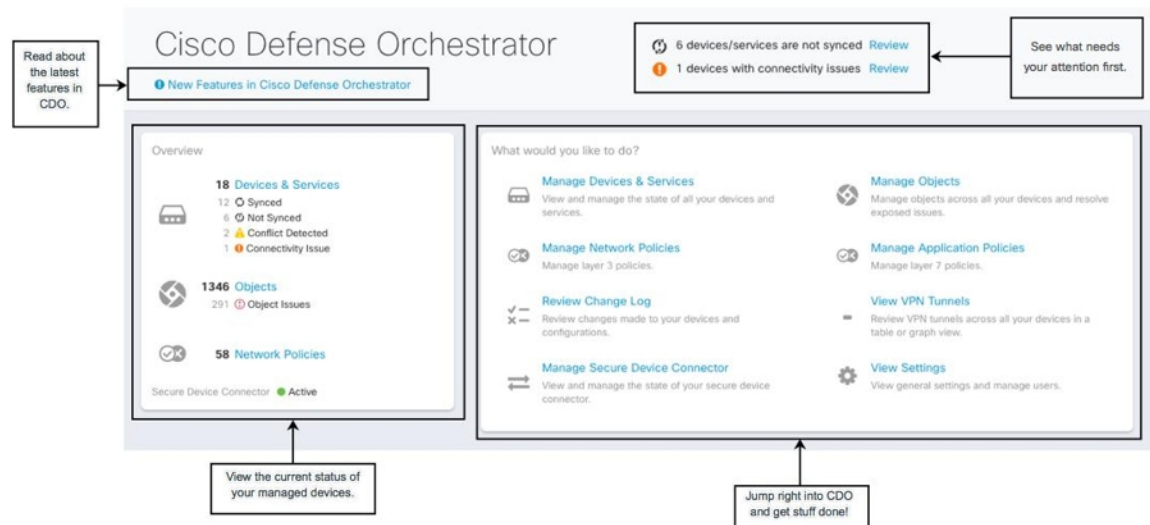 Read about
the latest
features in
CDO.
Cisco Defense Orchestrator
New Features in Cisco Defense Orchestrator
6 devices/services are not synced Review
1 devices with connectivity issues Review
See what needs
your attention first.
Overview
18 Devices & Services
12 Synced
6 Not Synced
2 Conflict Detected
1 Connectivity Issue
1346 Objects
291 Object Issues
58 Network Policies
Secure Device Connector Active
What would you like to do?
Manage Devices & Services
View and manage the state of all your devices and
services.
Manage Objects
Manage objects across all your devices and resolve
exposed issues.
Manage Network Policies
Manage layer 3 policies.
Manage Application Policies
Manage layer 7 policies.
Review Change Log
Review changes made to your devices and
configurations.
View VPN Tunnels
Review VPN tunnels across all your devices in a
table or graph view.
Manage Secure Device Connector
View and manage the state of your secure device
connector.
View Settings
View general settings and manage users.
View the current status of
your managed devices.
Jump right into CDO
and get stuff done!